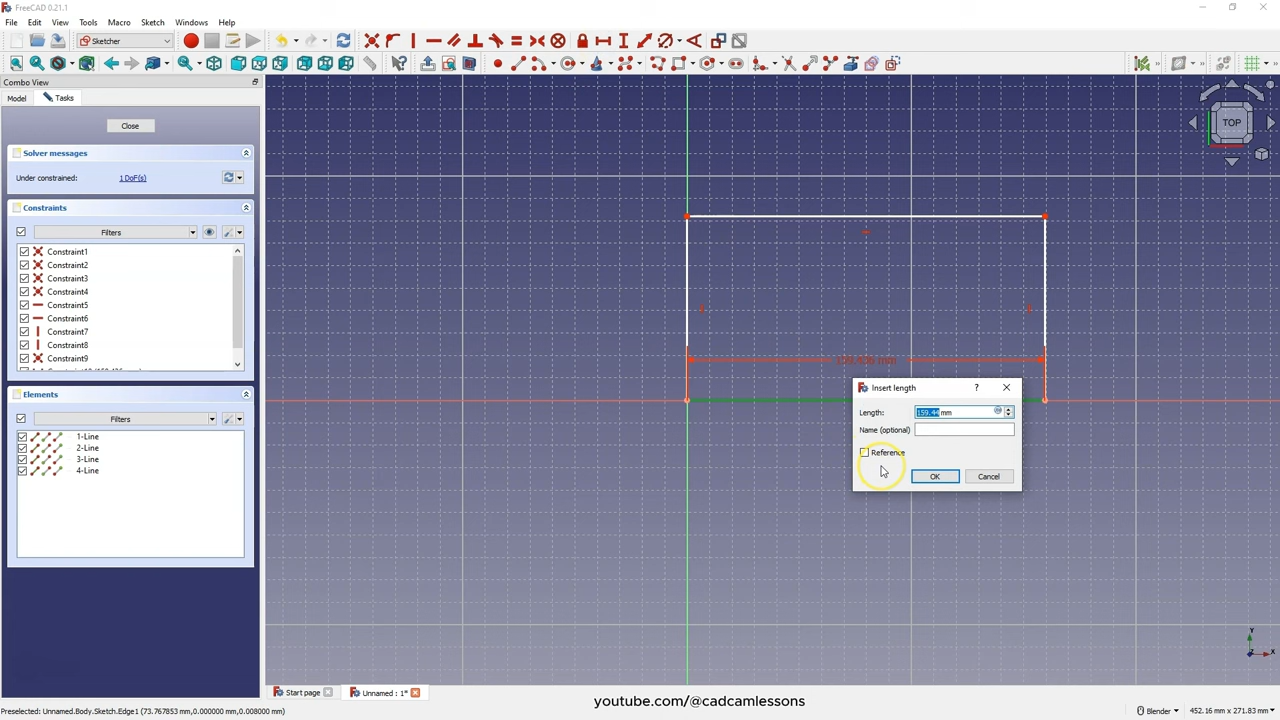 FreeCAD 0.21.1
File Edit View Tools Macro Sketch Windows Help
Sketcher
Combo View
Model Tasks
TOP
Close
Solver messages
Under constrained: 1 DoF(s)
Constraints
Filters
Constraint1
Constraint2
Constraint3
Constraint4
Constraint5
Constraint6
Constraint7
Constraint8
Constraint9
Insert length
Length: 159.44 mm
Name (optional)
Reference
OK Cancel
Elements
Filters
1-Line
2-Line
3-Line
4-Line
Y
Z X
Start page Unnamed : 1*
youtube.com/@cadcamlessons
Preselected: Unnamed.Body.Sketch.Edge1 (73.767853 mm,0.000000 mm,0.008000 mm) Blender 452.16 mm x 271.83 mm